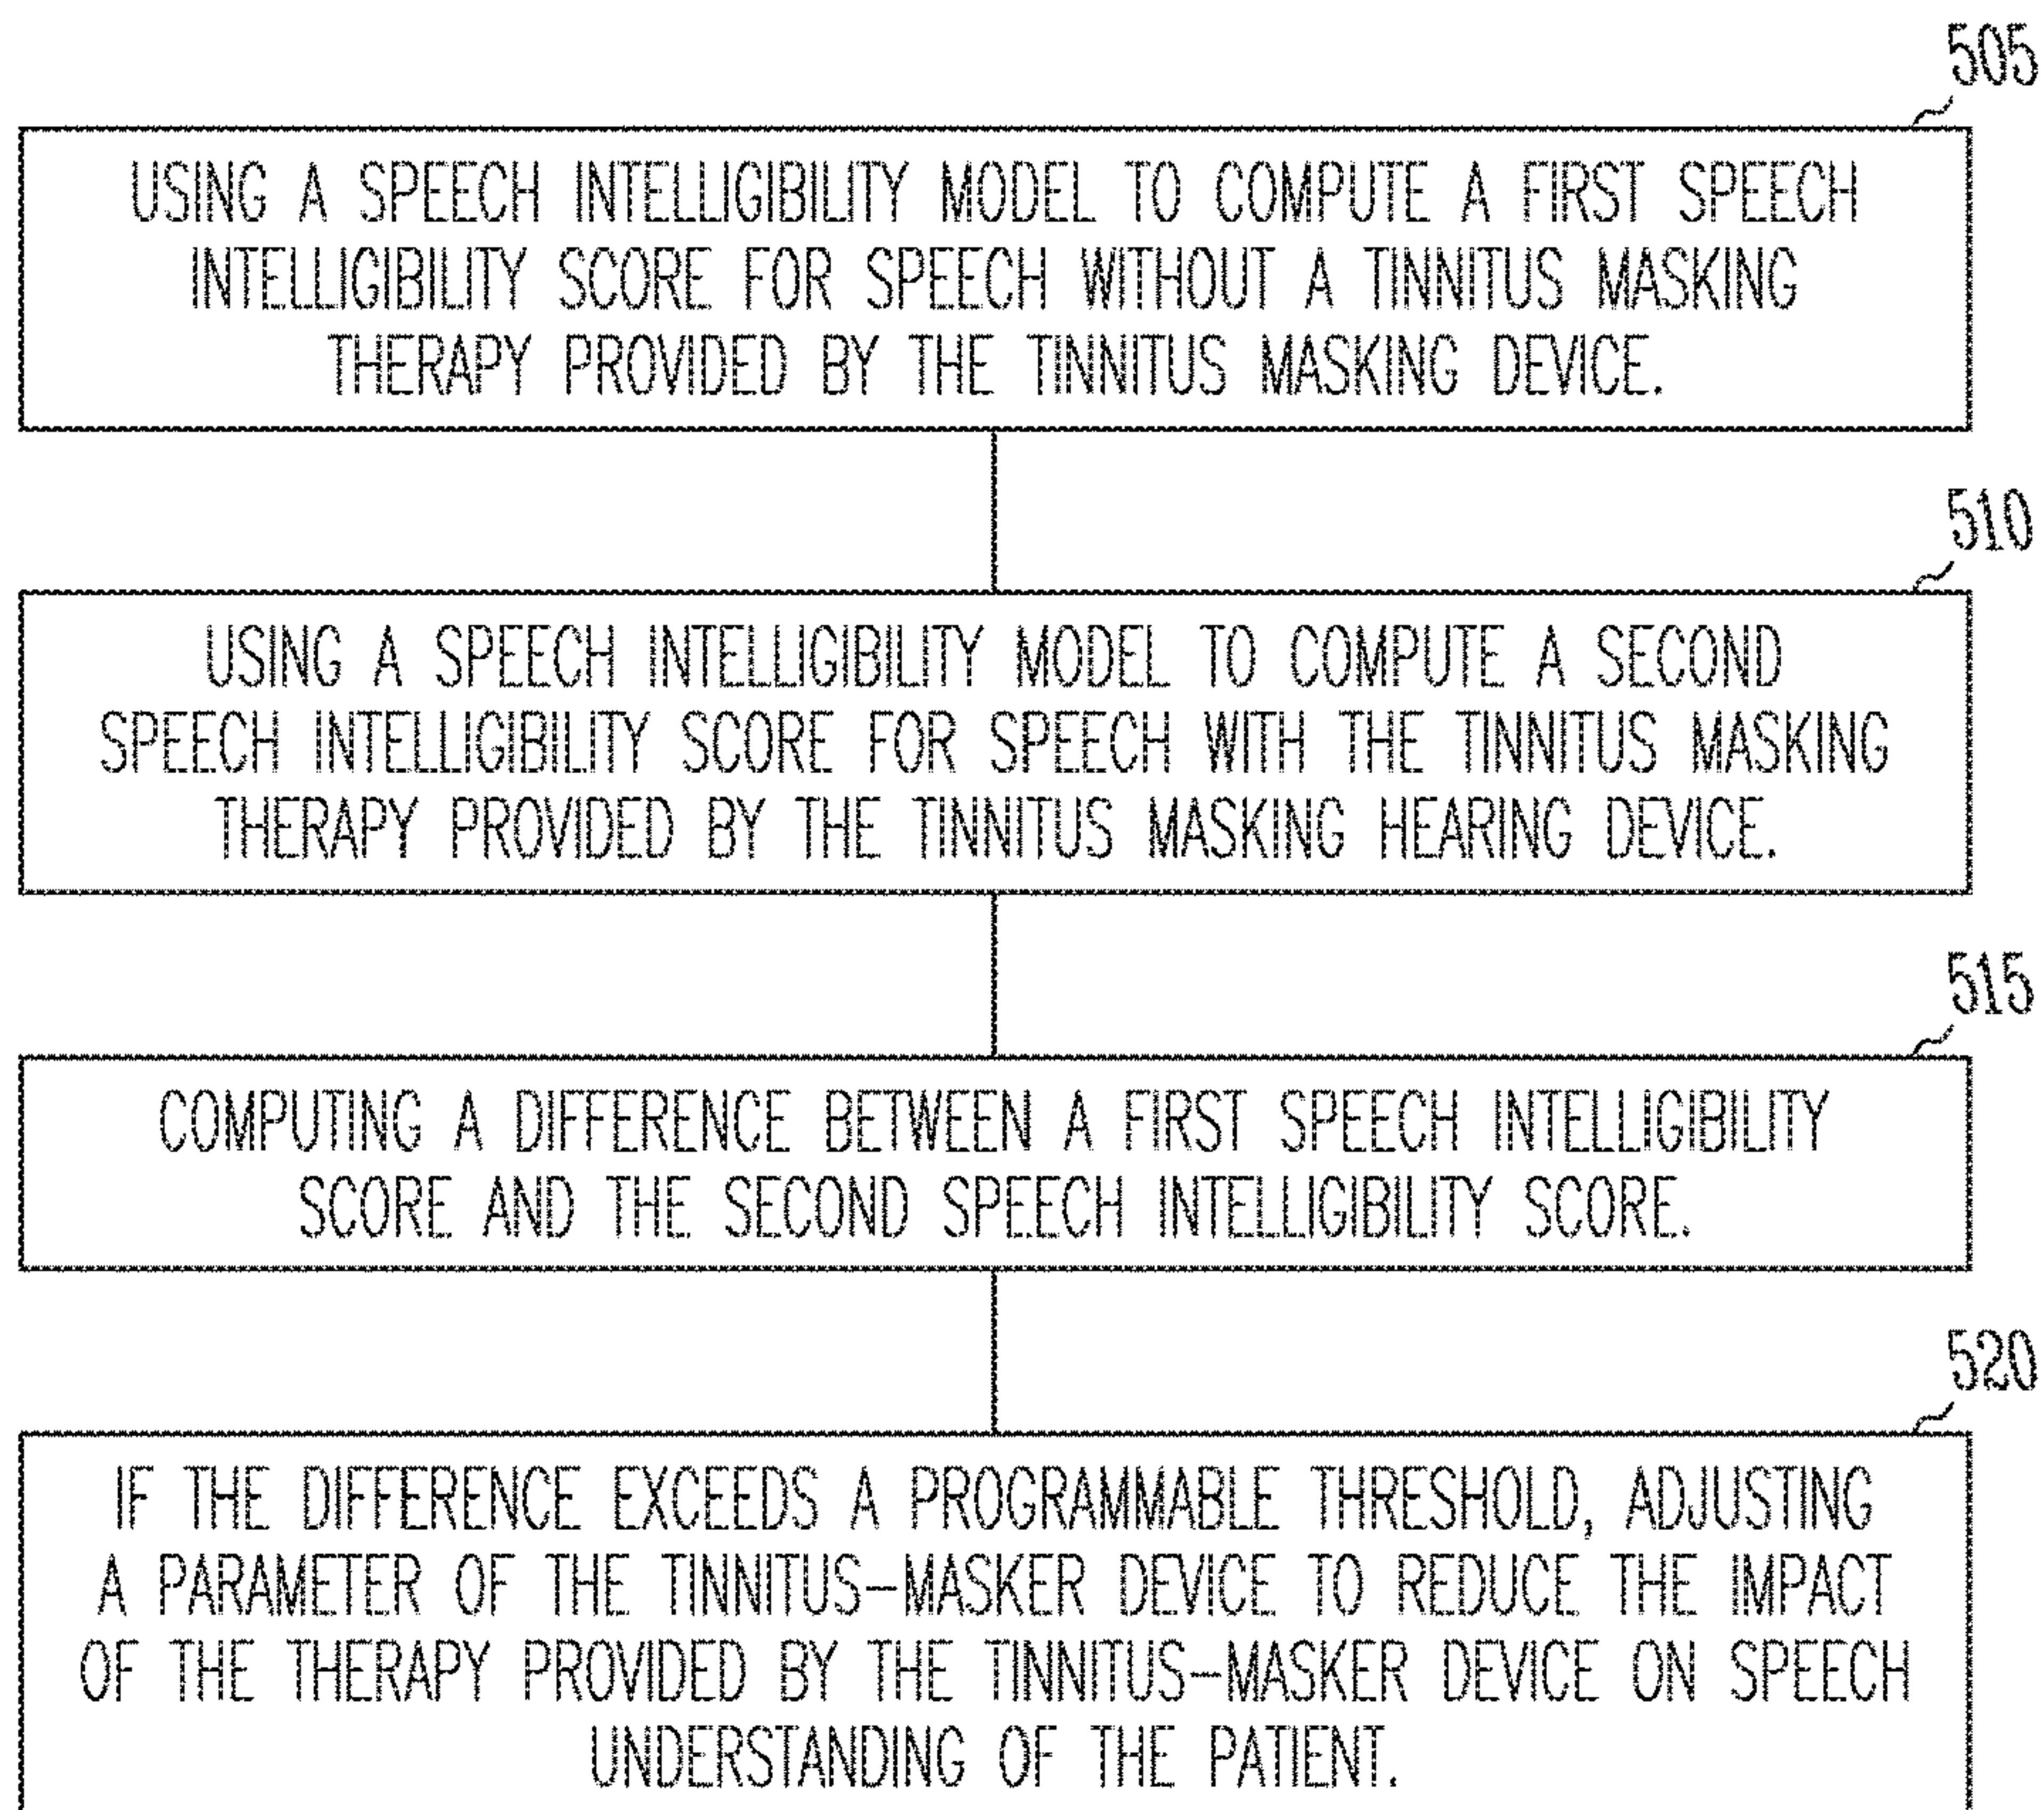 505
USING A SPEECH INTELLIGIBILITY MODEL TO COMPUTE A FIRST SPEECH
INTELLIGIBILITY SCORE FOR SPEECH WITHOUT A TINNITUS MASKING
THERAPY PROVIDED BY THE TINNITUS MASKING DEVICE.
510
USING A SPEECH INTELLIGIBILITY MODEL TO COMPUTE A SECOND
SPEECH INTELLIGIBILITY SCORE FOR SPEECH WITH THE TINNITUS MASKING
THERAPY PROVIDED BY THE TINNITUS MASKING HEARING DEVICE.
515
COMPUTING A DIFFERENCE BETWEEN A FIRST SPEECH INTELLIGIBILITY
SCORE AND THE SECOND SPEECH INTELLIGIBILITY SCORE.
520
IF THE DIFFERENCE EXCEEDS A PROGRAMMABLE THRESHOLD, ADJUSTING
A PARAMETER OF THE TINNITUS-MASKER DEVICE TO REDUCE THE IMPACT
OF THE THERAPY PROVIDED BY THE TINNITUS-MASKER DEVICE ON SPEECH
UNDERSTANDING OF THE PATIENT.